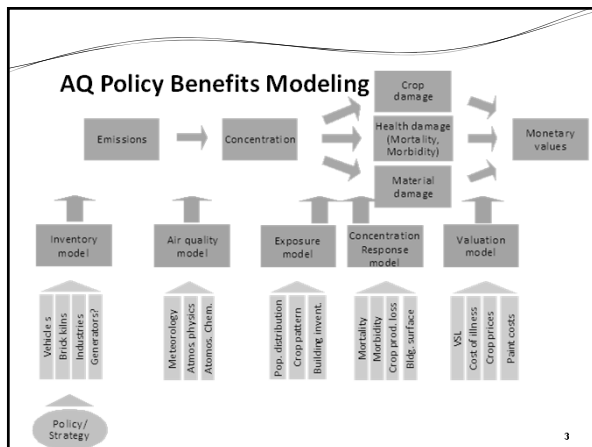 AQ Policy Benefits Modeling
Crop
damage
Emissions
Concentration
Health damage
(Mortality,
Morbidity)
Monetary
values
Material
damage
Inventory
model
Air quality
model
Exposure
model
Concentration
Response
model
Valuation
model
Vehicle s
Brick kilns
Industries
Generators?
Meteorology
Atmos. physics
Atomos. Chem.
Pop. distribution
Crop pattern
Building invent.
Mortality
Morbidity
Crop prod. loss
Bldg. surface
VSL
Cost of illness
Crop prices
Paint costs
Policy/
Strategy
3